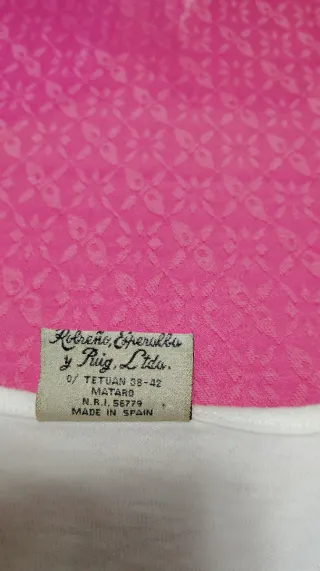 Robreño, Esperalba
y Puig, Ltda.
C/ TETUAN 38-42
MATARO
N.R.I. 56779
MADE IN SPAIN